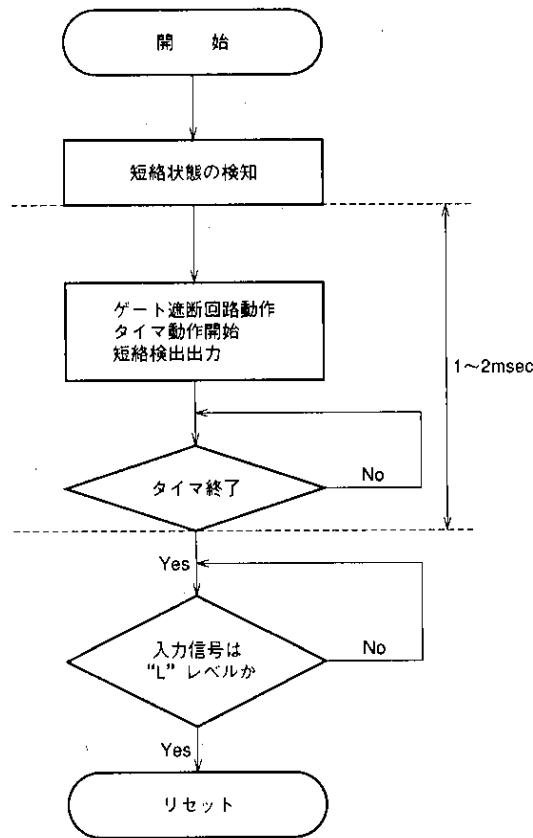 開 始
短絡状態の検知
ゲート遮断回路動作
タイマ動作開始
短絡検出出力
1～2msec
タイマ終了
No
Yes
入力信号は
“L”レベルか
No
Yes
リセット